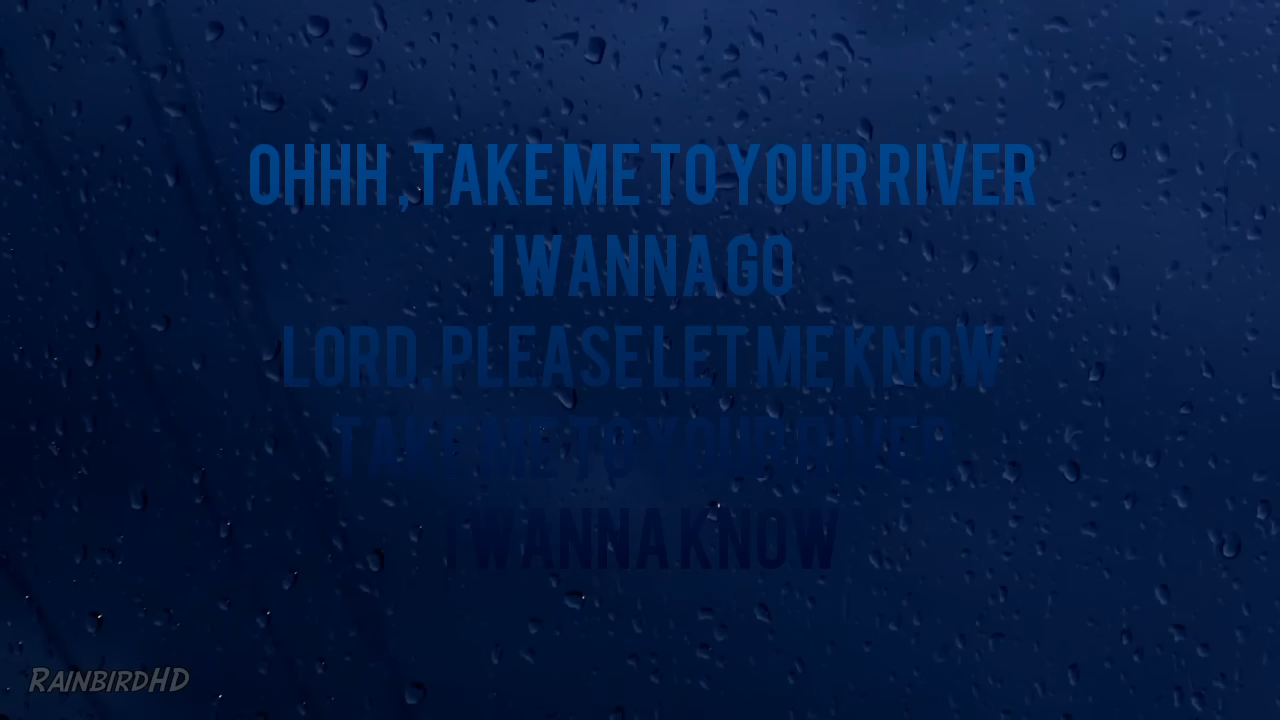 OHHH ,TAKE ME TO YOUR RIVER
I WANNA GO
LORD, PLEASE LET ME KNOW
TAKE ME TO YOUR RIVER
I WANNA KNOW
RAINBIRDHD